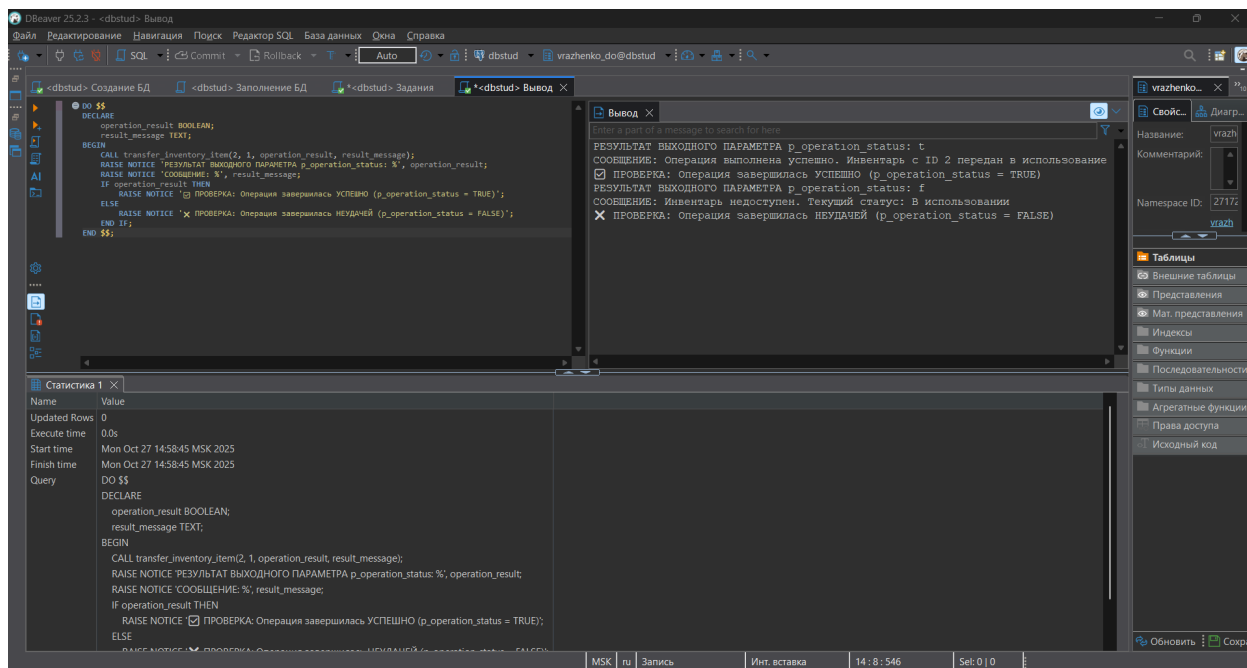 DBeaver 25.2.3 - <dbstud> Вывод
Файл Редактирование Навигация Поиск Редактор SQL База данных Окна Справка
SQL Commit Rollback T Auto dbstud vrazhenko_do@dbstud
<dbstud> Создание БД <dbstud> Заполнение БД *<dbstud> Задания *<dbstud> Вывод
DO $$
DECLARE
operation_result BOOLEAN;
result_message TEXT;
BEGIN
CALL transfer_inventory_item(2, 1, operation_result, result_message);
RAISE NOTICE 'РЕЗУЛЬТАТ ВЫХОДНОГО ПАРАМЕТРА p_operation_status: %', operation_result;
RAISE NOTICE 'СООБЩЕНИЕ: %', result_message;
IF operation_result THEN
RAISE NOTICE '☑ ПРОВЕРКА: Операция завершилась УСПЕШНО (p_operation_status = TRUE)';
ELSE
RAISE NOTICE '❌ ПРОВЕРКА: Операция завершилась НЕУДАЧЕЙ (p_operation_status = FALSE)';
END IF;
END $$;
AI
Вывод
Enter a part of a message to search for here
РЕЗУЛЬТАТ ВЫХОДНОГО ПАРАМЕТРА p_operation_status: t
СООБЩЕНИЕ: Операция выполнена успешно. Инвентарь с ID 2 передан в использование
☑ ПРОВЕРКА: Операция завершилась УСПЕШНО (p_operation_status = TRUE)
РЕЗУЛЬТАТ ВЫХОДНОГО ПАРАМЕТРА p_operation_status: f
СООБЩЕНИЕ: Инвентарь недоступен. Текущий статус: В использовании
❌ ПРОВЕРКА: Операция завершилась НЕУДАЧЕЙ (p_operation_status = FALSE)
vrazhenko...
Свойс... Диагр...
Название: vrazh
Комментарий:
Namespace ID: 27172
vrazh
Таблицы
Внешние таблицы
Представления
Мат. представления
Индексы
Функции
Последовательности
Типы данных
Агрегатные функции
Права доступа
Исходный код
Обновить Сохр
Статистика 1
Name Value
Updated Rows 0
Execute time 0.0s
Start time Mon Oct 27 14:58:45 MSK 2025
Finish time Mon Oct 27 14:58:45 MSK 2025
Query DO $$
DECLARE
operation_result BOOLEAN;
result_message TEXT;
BEGIN
CALL transfer_inventory_item(2, 1, operation_result, result_message);
RAISE NOTICE 'РЕЗУЛЬТАТ ВЫХОДНОГО ПАРАМЕТРА p_operation_status: %', operation_result;
RAISE NOTICE 'СООБЩЕНИЕ: %', result_message;
IF operation_result THEN
RAISE NOTICE '☑ ПРОВЕРКА: Операция завершилась УСПЕШНО (p_operation_status = TRUE)';
ELSE
MSK ru Запись Инт. вставка 14 : 8 : 546 Sel: 0 | 0